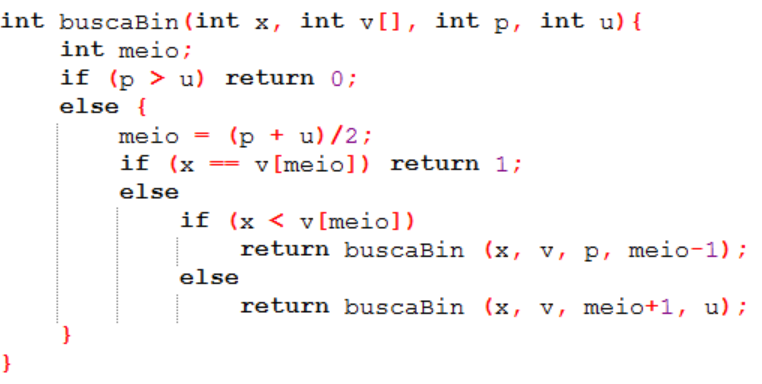 int buscaBin(int x, int v[], int p, int u){
int meio;
if (p > u) return 0;
else {
meio = (p + u)/2;
if (x == v[meio]) return 1;
else
if (x < v[meio])
return buscaBin (x, v, p, meio-1);
else
return buscaBin (x, v, meio+1, u);
}
}